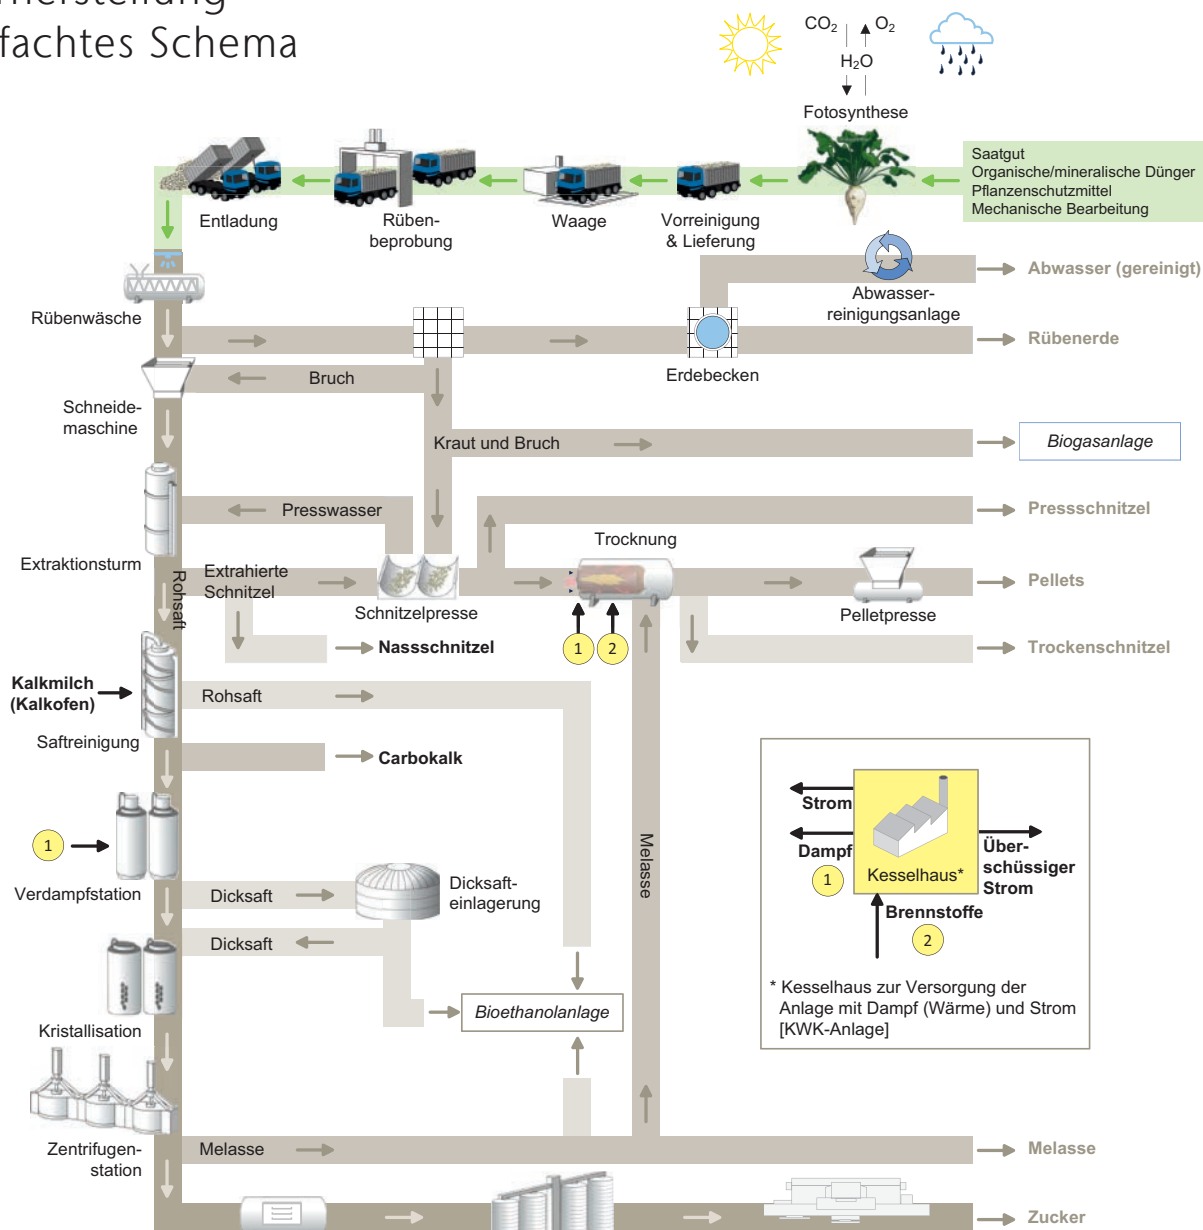 fachtes Schema
CO2
O2
H2O
Fotosynthese
Saatgut
Organische/mineralische Dünger
Pflanzenschutzmittel
Mechanische Bearbeitung
Entladung
Rüben-
beprobung
Waage
Vorreinigung
& Lieferung
Abwasser-
reinigungsanlage
Abwasser (gereinigt)
Rübenwäsche
Erdebecken
Rübenerde
Bruch
Schneide-
maschine
Kraut und Bruch
Biogasanlage
Presswasser
Pressschnitzel
Trocknung
Extraktionsturm
Rohsaft
Extrahierte
Schnitzel
Schnitzelpresse
Pelletpresse
Pellets
1
2
Nassschnitzel
Trockenschnitzel
Kalkmilch
(Kalkofen)
Rohsaft
Saftreinigung
Carbokalk
1
Verdampfstation
Dicksaft
Dicksaft-
einlagerung
Dicksaft
Melasse
Strom
Dampf
1
Kesselhaus*
Über-
schüssiger
Strom
Brennstoffe
2
* Kesselhaus zur Versorgung der
Anlage mit Dampf (Wärme) und Strom
[KWK-Anlage]
Bioethanolanlage
Kristallisation
Zentrifugen-
station
Melasse
Melasse
Zucker